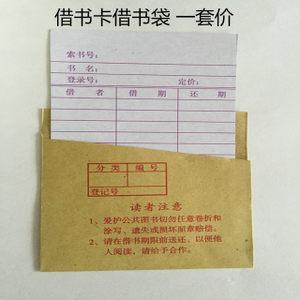 借书卡借书袋 一套价
索书号:
书 名:
登录号: 定价:
借 者 借 期 还 期
分 类 编 号
登记号
读者注意
1、爱护公共图书切勿任意卷折和
涂写、遗失或损坏照章赔偿。
2、请在借书期限前送还、以便他
人阅读，请给予合作。